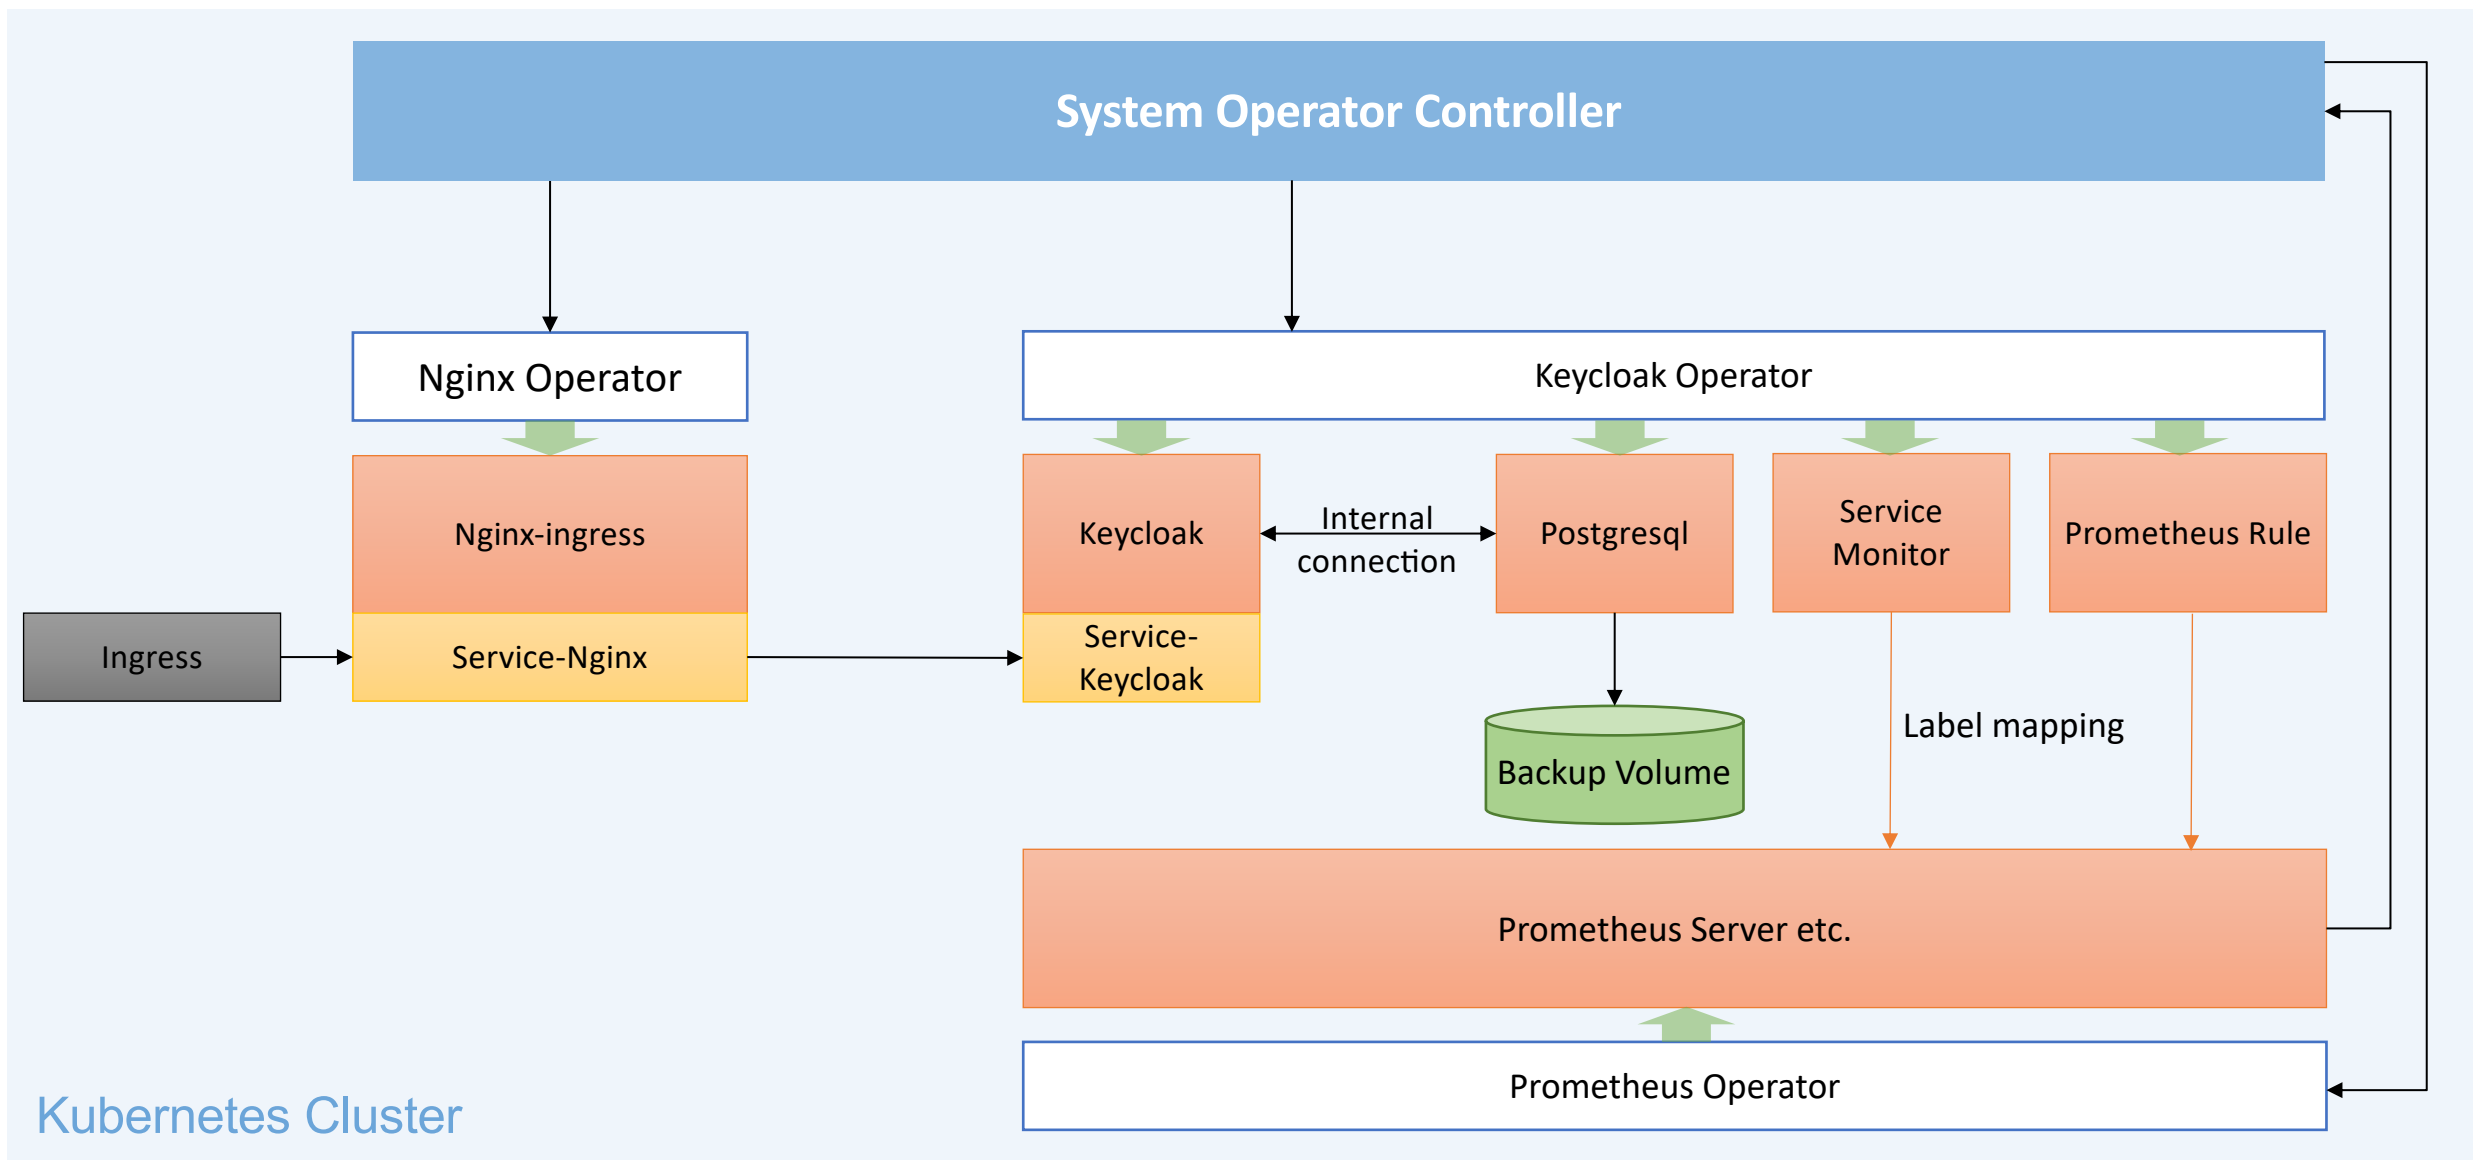 System Operator Controller
Nginx Operator
Keycloak Operator
Nginx-ingress
Keycloak
Internal
connection
Postgresql
Service
Monitor
Prometheus Rule
Ingress
Service-Nginx
Service-
Keycloak
Label mapping
Backup Volume
Prometheus Server etc.
Prometheus Operator
Kubernetes Cluster